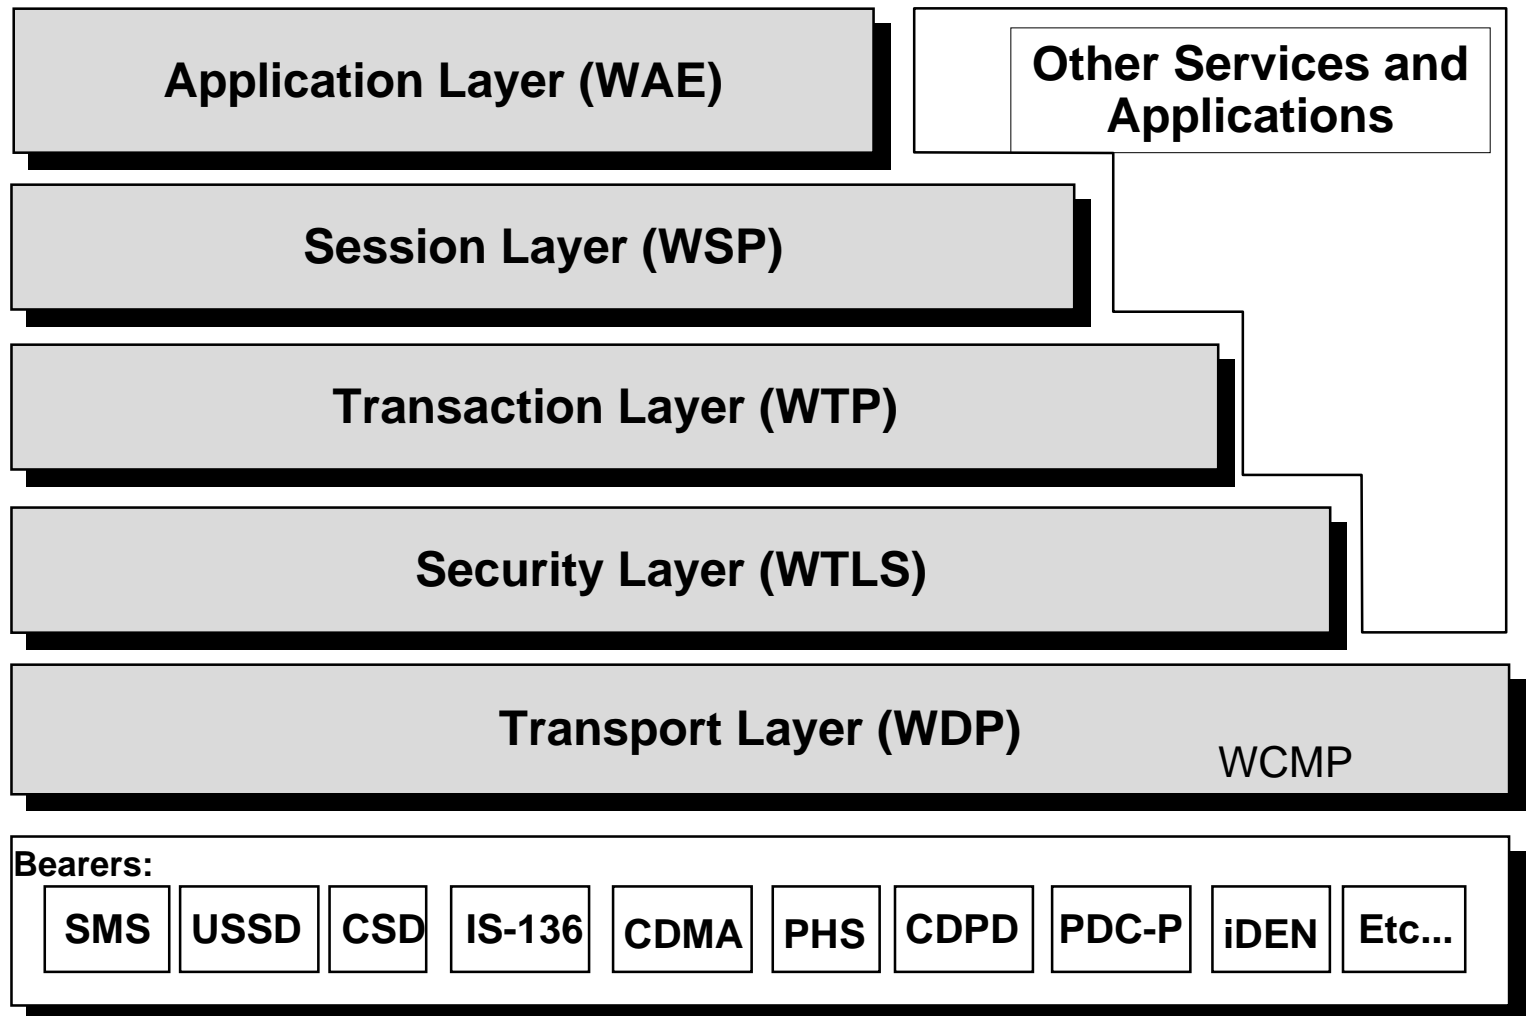 Application Layer (WAE)
Other Services and
Applications
Session Layer (WSP)
Transaction Layer (WTP)
Security Layer (WTLS)
Transport Layer (WDP)
WCMP
Bearers:
SMS USSD CSD IS-136 CDMA PHS CDPD PDC-P iDEN Etc...